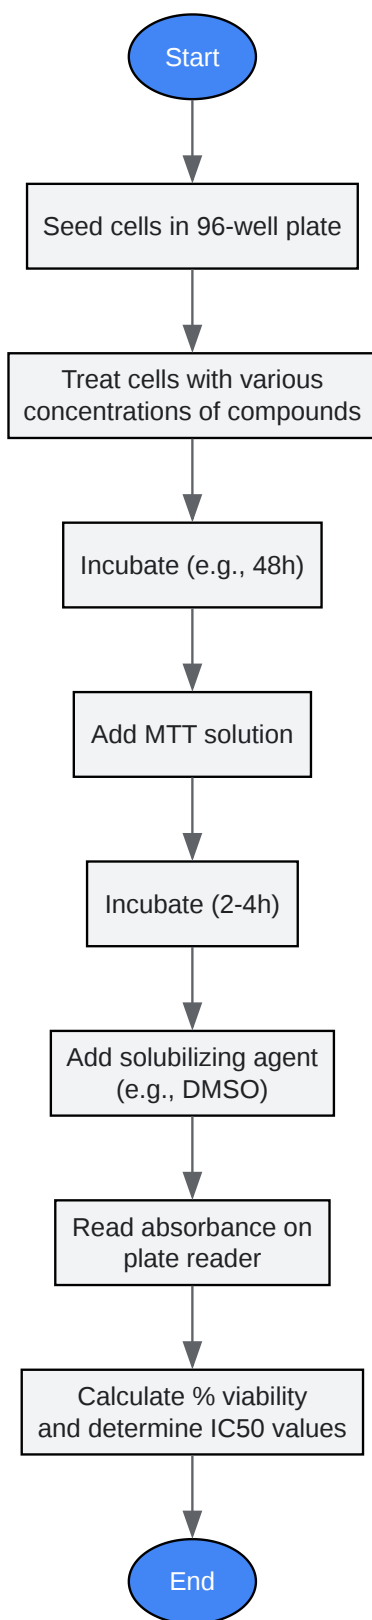 Start
Seed cells in 96-well plate
Treat cells with various
concentrations of compounds
Incubate (e.g., 48h)
Add MTT solution
Incubate (2-4h)
Add solubilizing agent
(e.g., DMSO)
Read absorbance on
plate reader
Calculate % viability
and determine IC50 values
End